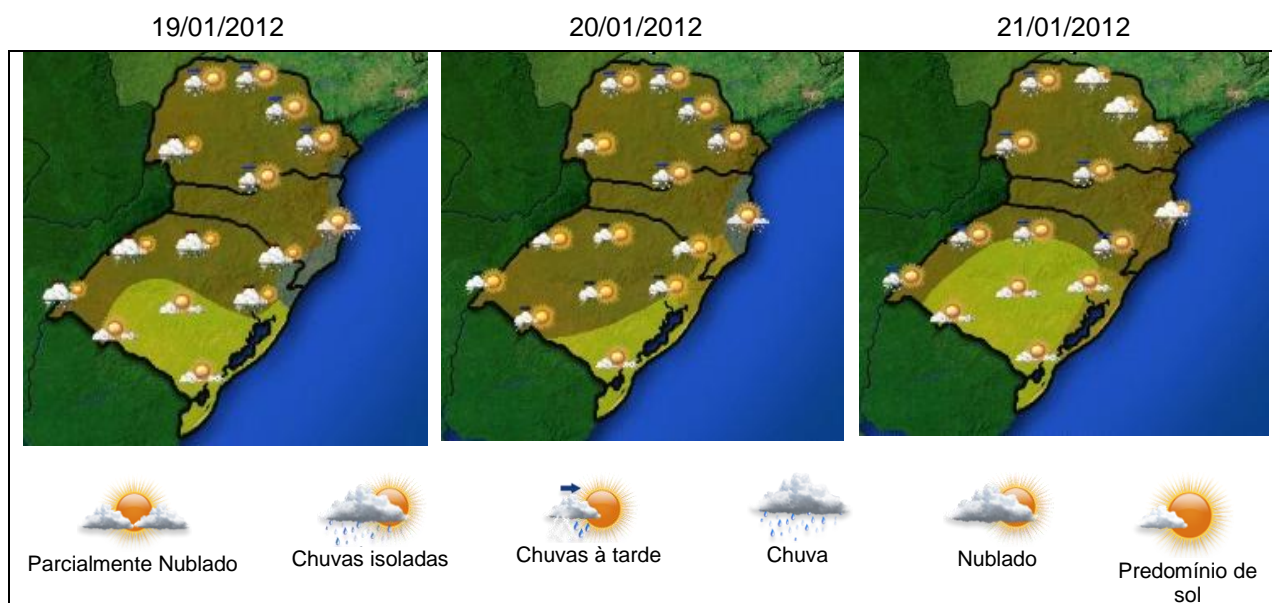 19/01/2012
20/01/2012
21/01/2012
Parcialmente Nublado
Chuvas isoladas
Chuvas à tarde
Chuva
Nublado
Predomínio de
sol